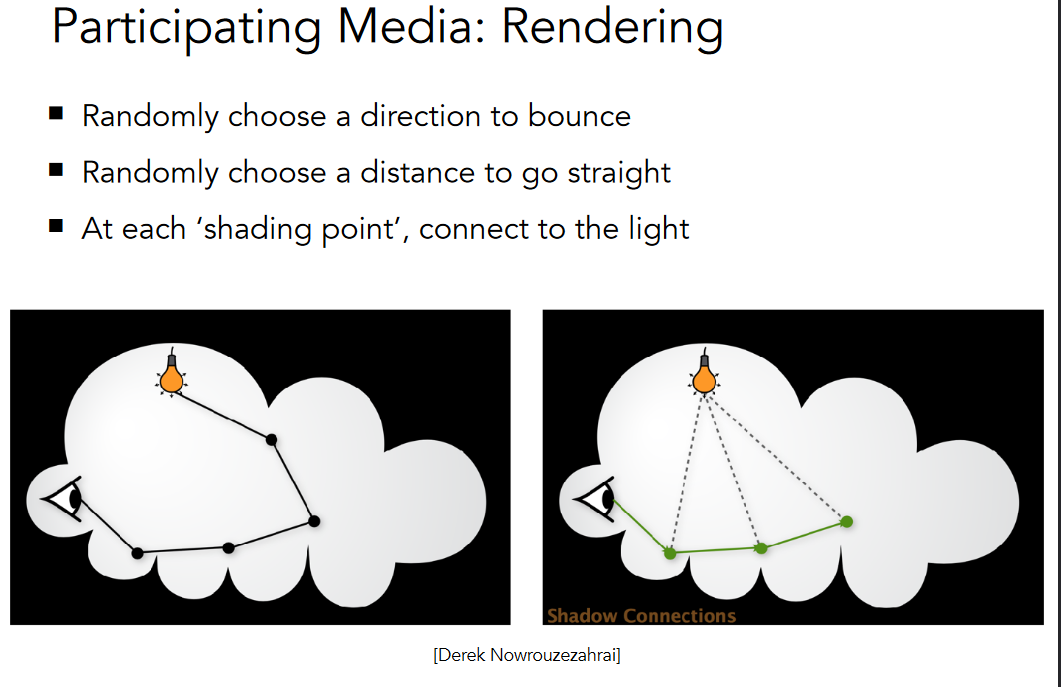 Participating Media: Rendering
Randomly choose a direction to bounce
Randomly choose a distance to go straight
At each ‘shading point’, connect to the light
Shadow Connections
[Derek Nowrouzezahrai]